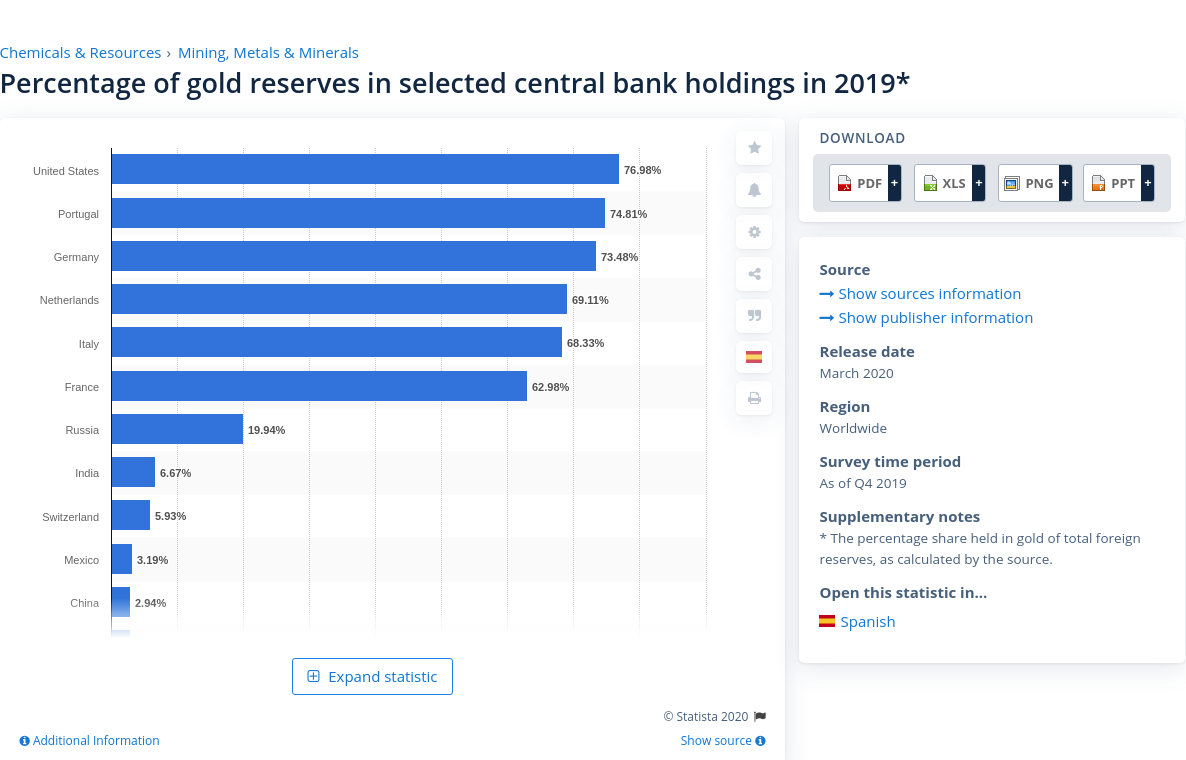 Chemicals & Resources › Mining, Metals & Minerals
Percentage of gold reserves in selected central bank holdings in 2019*
United States 76.98%
Portugal 74.81%
Germany 73.48%
Netherlands 69.11%
Italy 68.33%
France 62.98%
Russia 19.94%
India 6.67%
Switzerland 5.93%
Mexico 3.19%
China 2.94%
Expand statistic
© Statista 2020
Additional Information
Show source
DOWNLOAD
PDF + XLS + PNG + PPT +
Source
Show sources information
Show publisher information
Release date
March 2020
Region
Worldwide
Survey time period
As of Q4 2019
Supplementary notes
* The percentage share held in gold of total foreign
reserves, as calculated by the source.
Open this statistic in...
Spanish